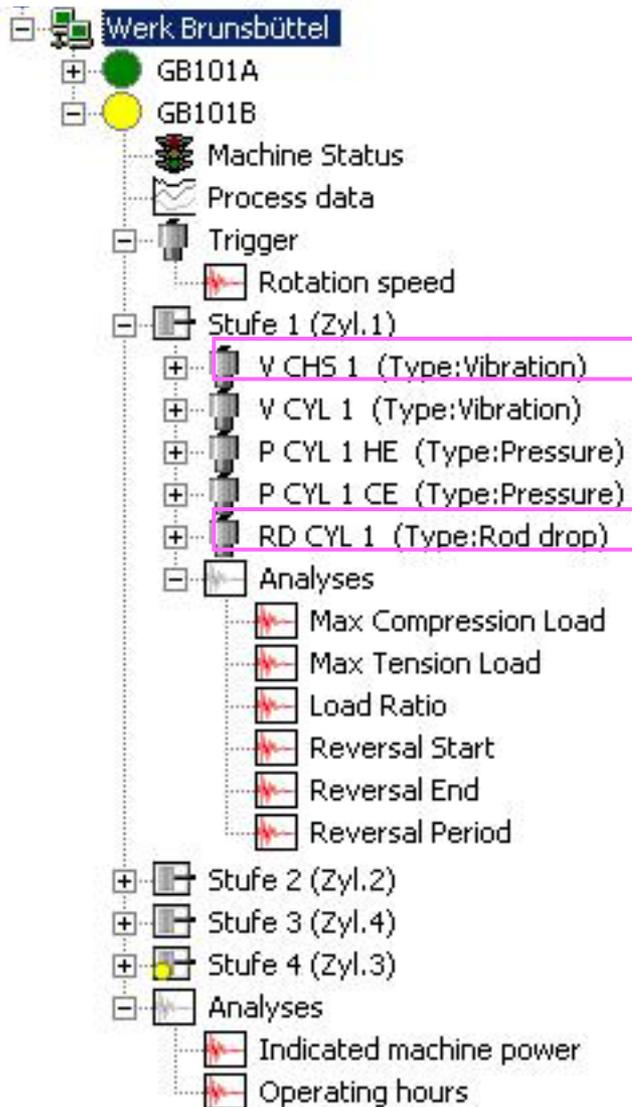 Werk Brunsbüttel
GB101A
GB101B
Machine Status
Process data
Trigger
Rotation speed
Stufe 1 (Zyl.1)
V CHS 1 (Type:Vibration)
V CYL 1 (Type:Vibration)
P CYL 1 HE (Type:Pressure)
P CYL 1 CE (Type:Pressure)
RD CYL 1 (Type:Rod drop)
Analyses
Max Compression Load
Max Tension Load
Load Ratio
Reversal Start
Reversal End
Reversal Period
Stufe 2 (Zyl.2)
Stufe 3 (Zyl.4)
Stufe 4 (Zyl.3)
Analyses
Indicated machine power
Operating hours